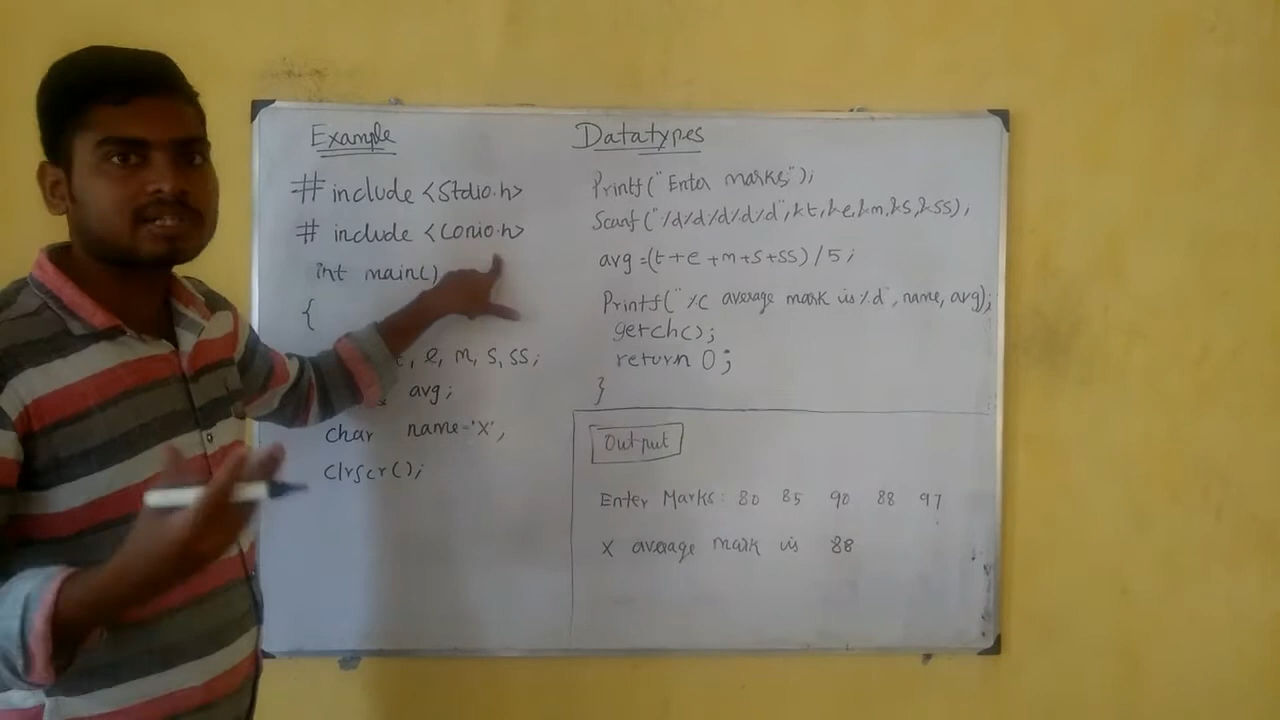 Example
#include <Stdio.h>
# include <Conio.h>
int main()
{
t, e, m, s, ss;
avg;
char name='X',
clrscr();
Datatypes
Printf("Enter marks");
Scanf("%d%d%d%d%d",&t,&e,&m,&s,&ss);
avg=(t+e+m+s+ss)/5;
Printf("%c average mark is %d", name, avg);
getch();
return 0;
}
Output
Enter Marks: 80 85 90 88 97
X average mark is 88